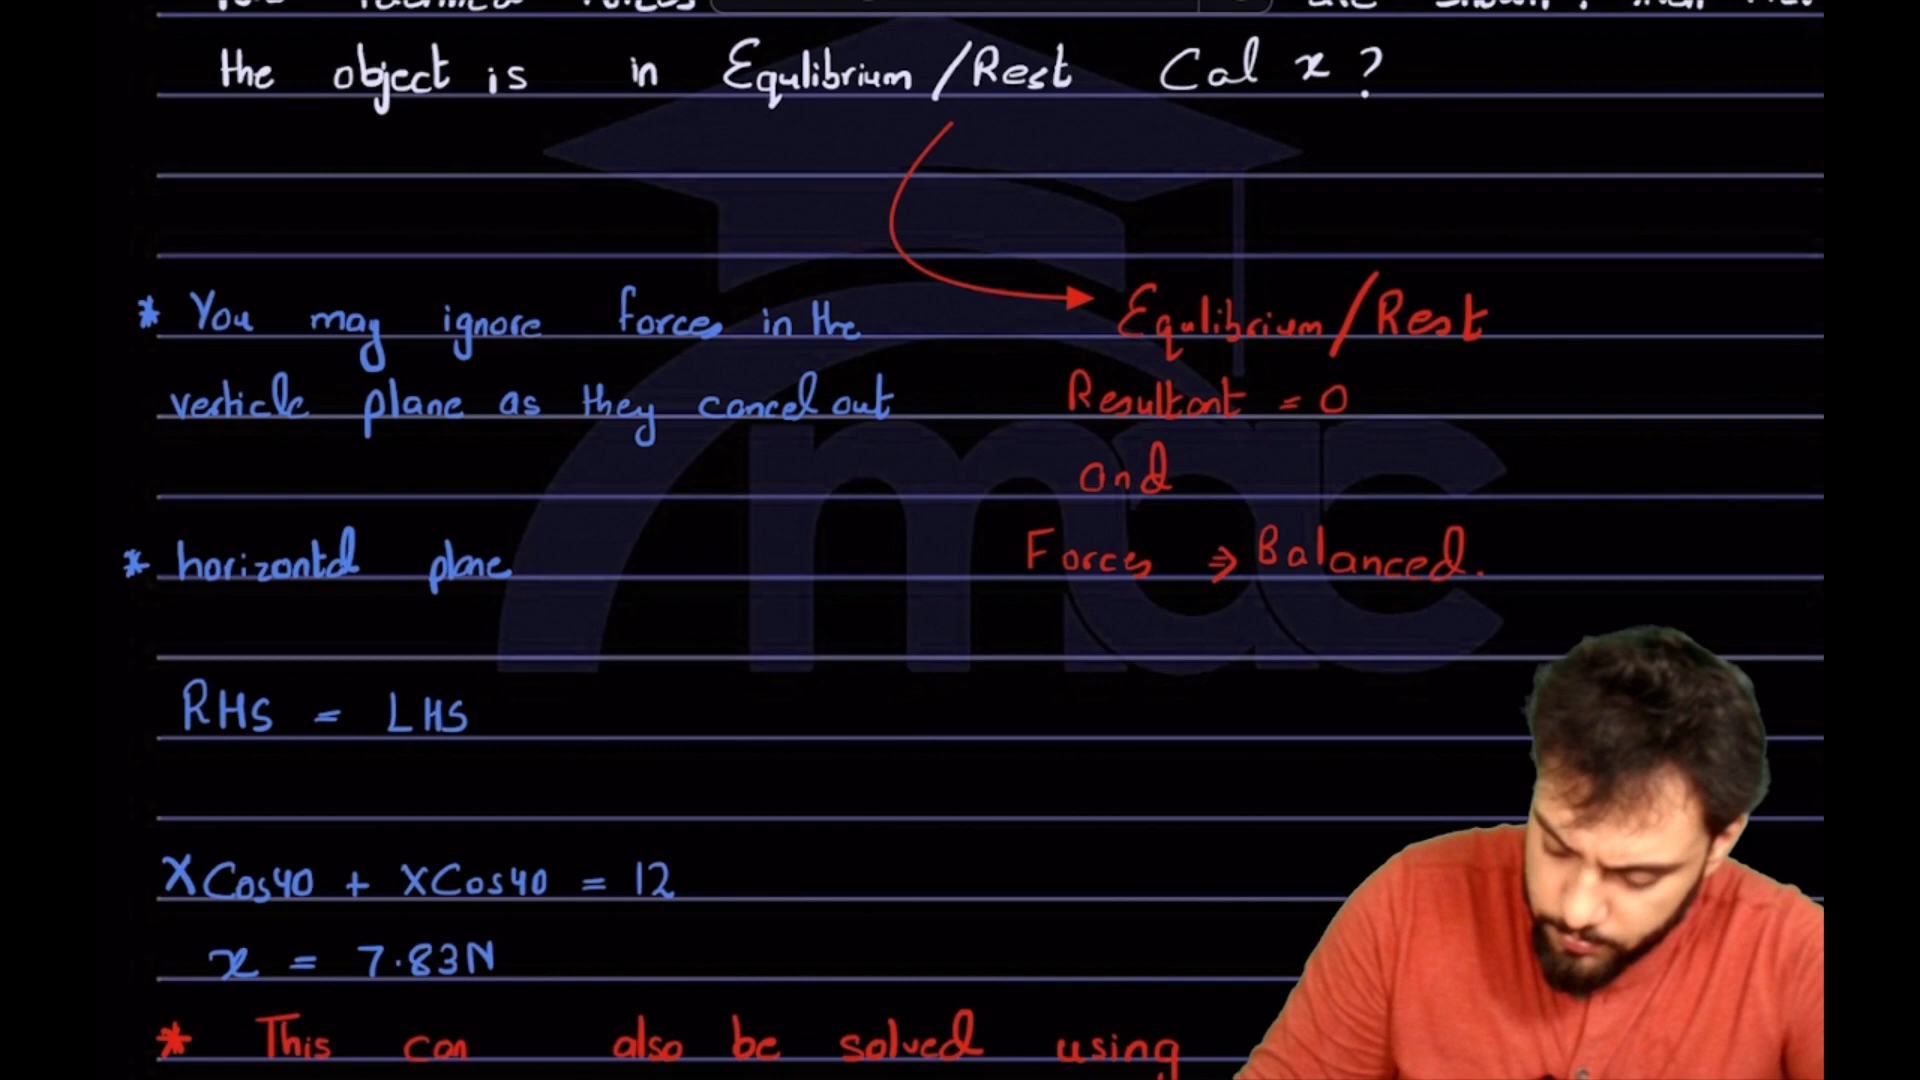 the object is in Equlibrium/Rest Cal x?
* You may ignore forces in the
verticle plane as they cancel out
Equlibrium/Rest
Resultant = 0
and
Forces ⇒ Balanced.
* horizontal plane
RHS = LHS
xCos40 + xCos40 = 12
x = 7.83N
* This can also be solved using
mac